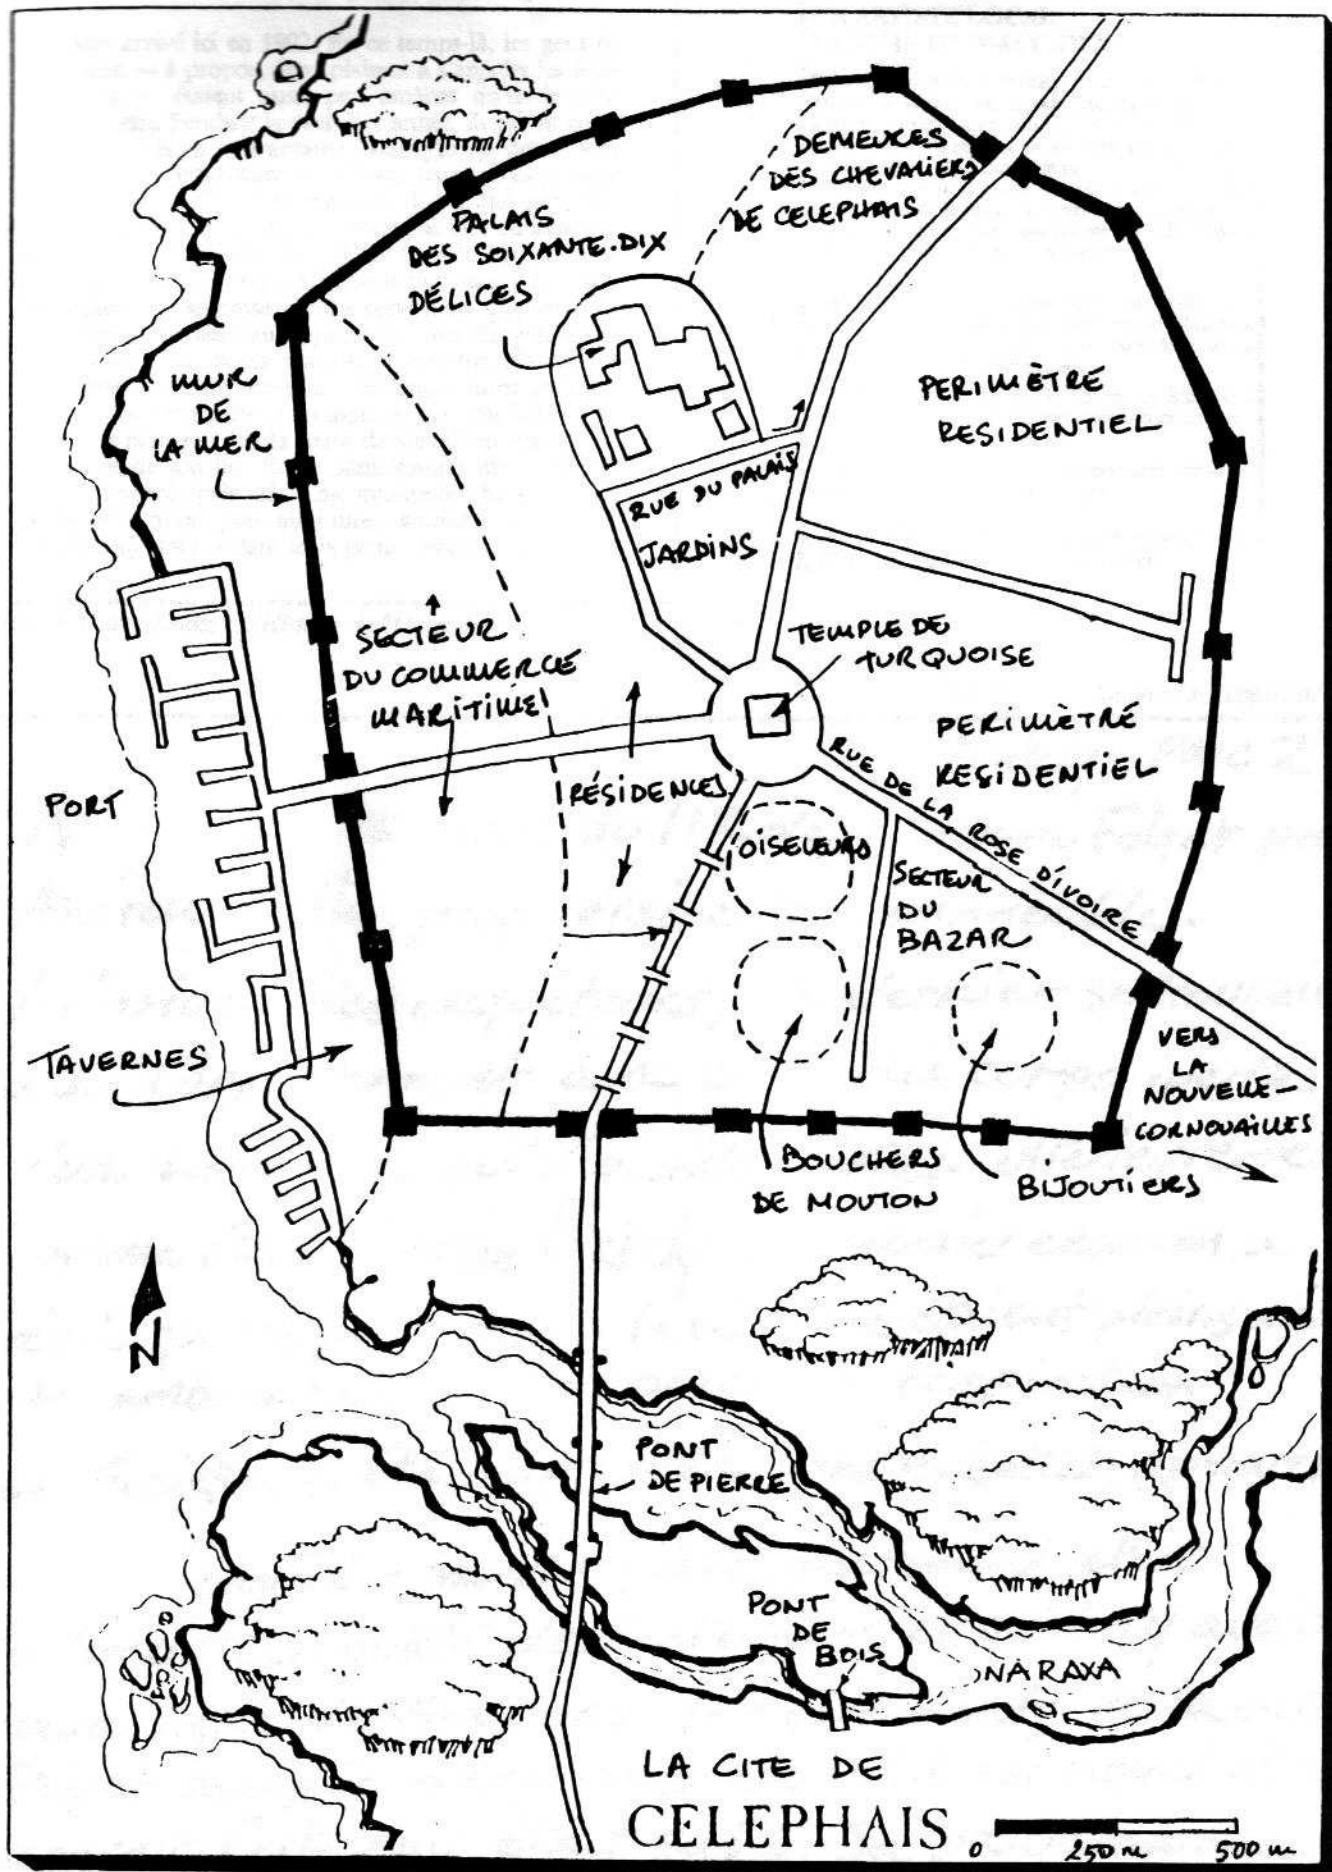 DEMEURES
DES CHEVALIERS
DE CELEPHAIS
PALAIS
DES SOIXANTE-DIX
DÉLICES
MUR
DE
LA MER
PERIMÈTRE
RESIDENTIEL
RUE DU PALAIS
JARDINS
SECTEUR
DU COMMERCE
MARITIME
TEMPLE DE
TURQUOISE
PERIMÈTRE
RESIDENTIEL
PORT
RÉSIDENCES
RUE DE LA ROSE D'IVOIRE
OISELEURS
SECTEUR
DU
BAZAR
TAVERNES
VERS
LA
NOUVELLE-
CORNOUAILLES
BOUCHERS
DE MOUTON
BIJOUTIERS
N
PONT
DE PIERRE
PONT
DE
BOIS
NARAXA
LA CITE DE
CELEPHAIS
0 250 m 500 m